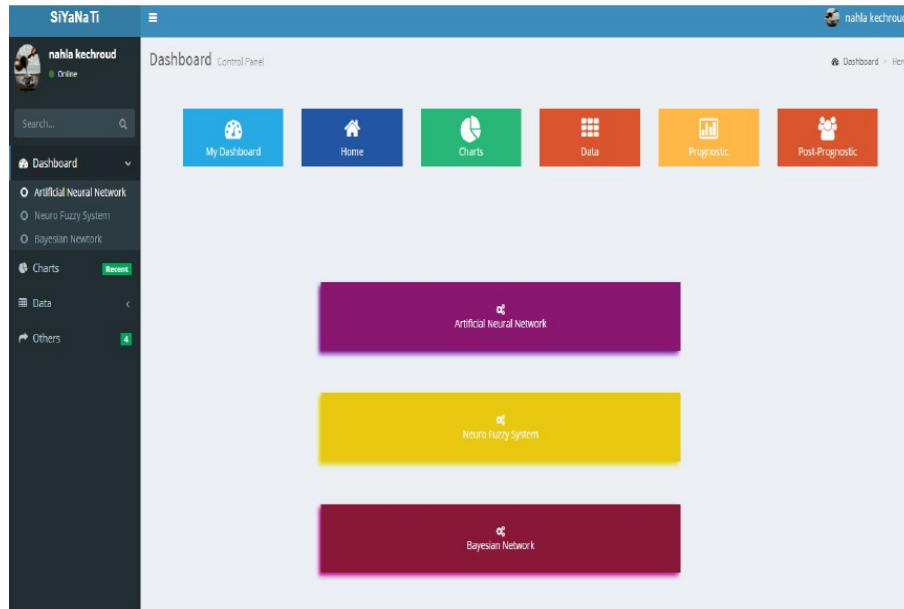 SiYaNaTi
nahla kechroud
nahla kechroud
Online
Dashboard Control Panel
Dashboard >
Search...
My Dashboard
Home
Charts
Data
Prognostic
Post-Prognostic
Dashboard
Artificial Neural Network
Neuro Fuzzy System
Bayesian Newtork
Charts
Recent
Data
Others
4
Artificial Neural Network
Neuro Fuzzy System
Bayesian Network